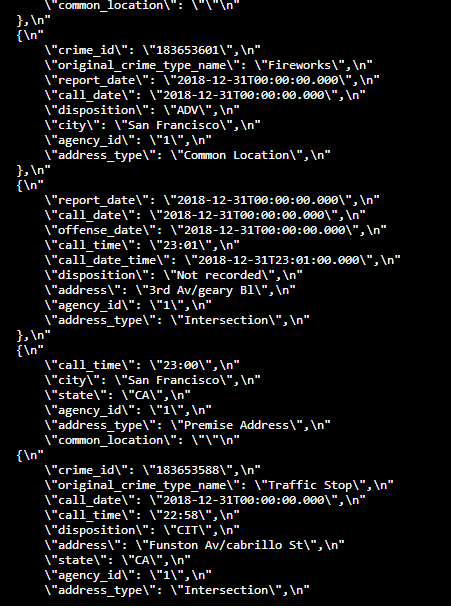 \"common_location\": \"\"\n"
},\n"
{\n"
\"crime_id\": \"183653601\",\n"
\"original_crime_type_name\": \"Fireworks\",\n"
\"report_date\": \"2018-12-31T00:00:00.000\",\n"
\"call_date\": \"2018-12-31T00:00:00.000\",\n"
\"disposition\": \"ADV\",\n"
\"city\": \"San Francisco\",\n"
\"agency_id\": \"1\",\n"
\"address_type\": \"Common Location\",\n"
},\n"
{\n"
\"report_date\": \"2018-12-31T00:00:00.000\",\n"
\"call_date\": \"2018-12-31T00:00:00.000\",\n"
\"offense_date\": \"2018-12-31T00:00:00.000\",\n"
\"call_time\": \"23:01\",\n"
\"call_date_time\": \"2018-12-31T23:01:00.000\",\n"
\"disposition\": \"Not recorded\",\n"
\"address\": \"3rd Av/geary Bl\",\n"
\"agency_id\": \"1\",\n"
\"address_type\": \"Intersection\",\n"
},\n"
{\n"
\"call_time\": \"23:00\",\n"
\"city\": \"San Francisco\",\n"
\"state\": \"CA\",\n"
\"agency_id\": \"1\",\n"
\"address_type\": \"Premise Address\",\n"
\"common_location\": \"\"\n"
{\n"
\"crime_id\": \"183653588\",\n"
\"original_crime_type_name\": \"Traffic Stop\",\n"
\"call_date\": \"2018-12-31T00:00:00.000\",\n"
\"call_time\": \"22:58\",\n"
\"disposition\": \"CIT\",\n"
\"address\": \"Funston Av/cabrillo St\",\n"
\"state\": \"CA\",\n"
\"agency_id\": \"1\",\n"
\"address_type\": \"Intersection\",\n"